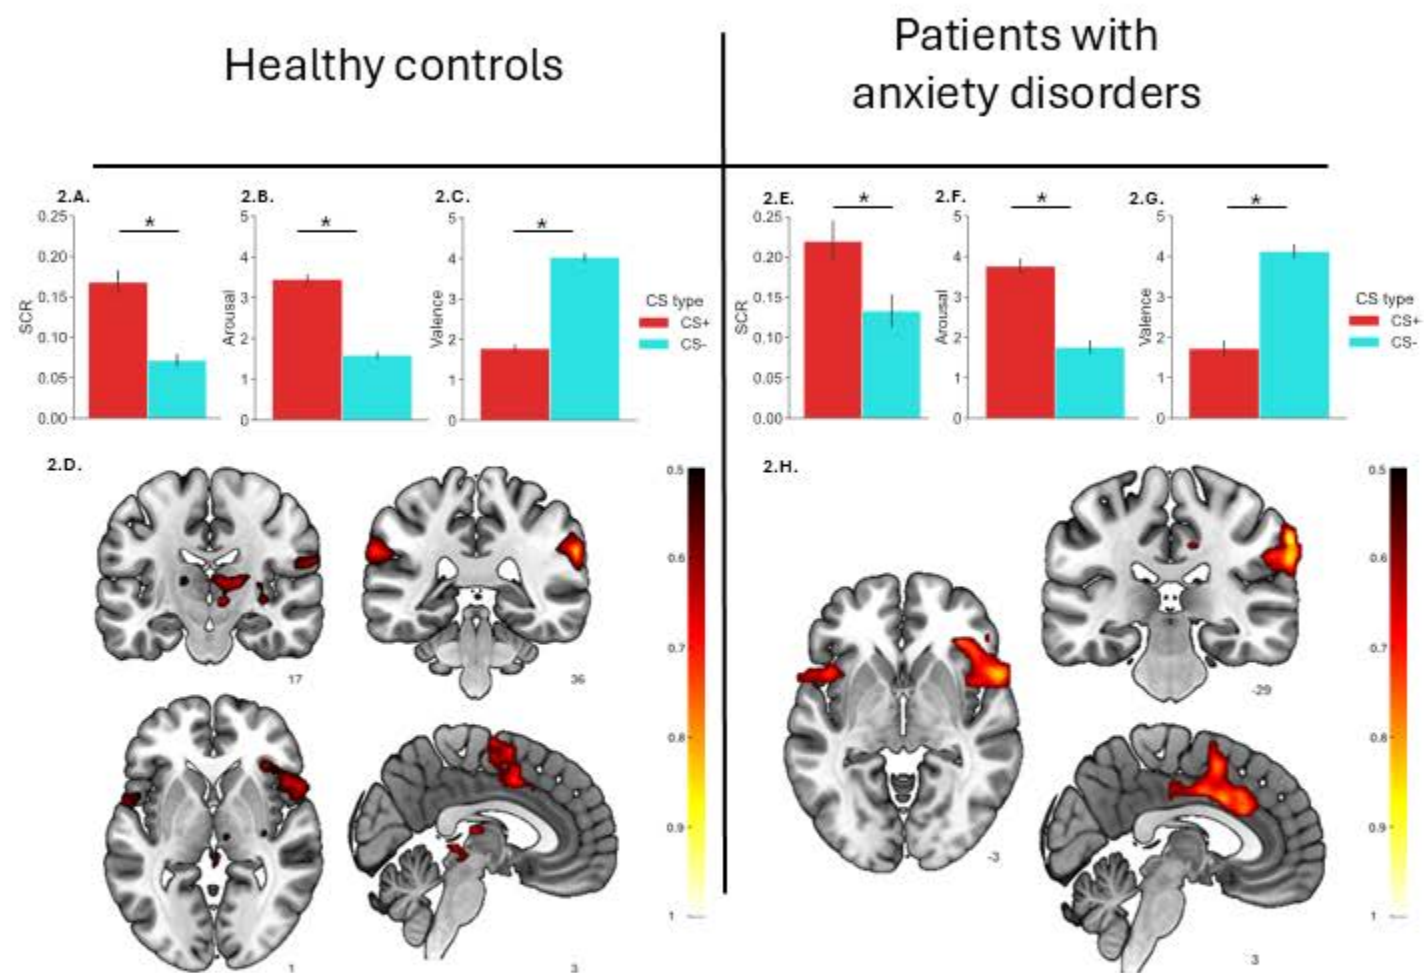 Healthy controls
Patients with
anxiety disorders
2.A.
*
0.25
0.20
0.15
0.10
0.05
0.00
SCR
2.B.
*
5
4
3
2
1
0
Arousal
2.C.
*
5
4
3
2
1
0
Valence
CS type
CS+
CS-
2.E.
*
0.25
0.20
0.15
0.10
0.05
0.00
SCR
2.F.
*
5
4
3
2
1
0
Arousal
2.G.
*
5
4
3
2
1
0
Valence
CS type
CS+
CS-
2.D.
17
36
1
3
0.5
0.6
0.7
0.8
0.9
1
2.H.
-3
-29
3
0.5
0.6
0.7
0.8
0.9
1